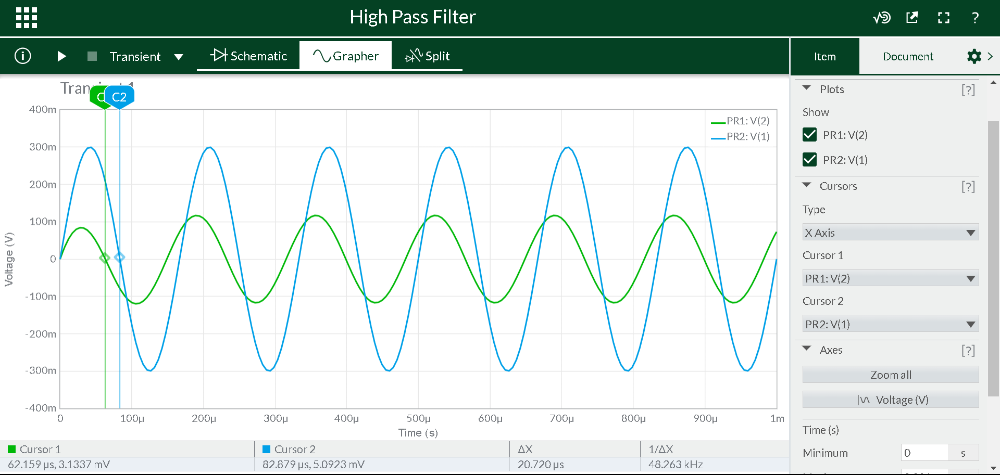 High Pass Filter
?
Transient
Schematic
Grapher
Split
Item
Document
C2
400m
300m
200m
100m
0
-100m
-200m
-300m
-400m
Voltage (V)
PR1: V(2)
PR2: V(1)
0 100µ 200µ 300µ 400µ 500µ 600µ 700µ 800µ 900µ 1m
Time (s)
Cursor 1 Cursor 2 ΔX 1/ΔX
62.159 µs, 3.1337 mV 82.879 µs, 5.0923 mV 20.720 µs 48.263 kHz
Plots [?]
Show
PR1: V(2)
PR2: V(1)
Cursors [?]
Type
X Axis
Cursor 1
PR1: V(2)
Cursor 2
PR2: V(1)
Axes [?]
Zoom all
Voltage (V)
Time (s)
Minimum 0 s